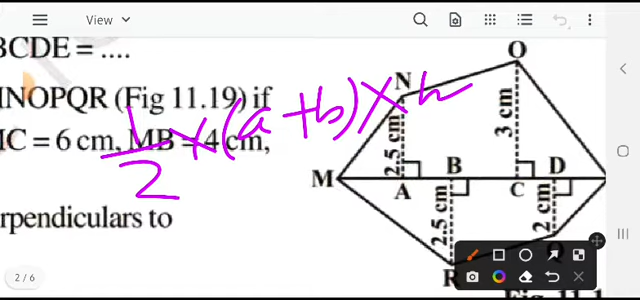 View
BCDE = ....
MNOPQR (Fig 11.19) if
MC = 6 cm, MB = 4 cm,
rpendiculars to
1/2 × (a + b) × h
O
N
3 cm
2.5 cm
M
A
B
C
D
2.5 cm
2 cm
R
Q
2 / 6